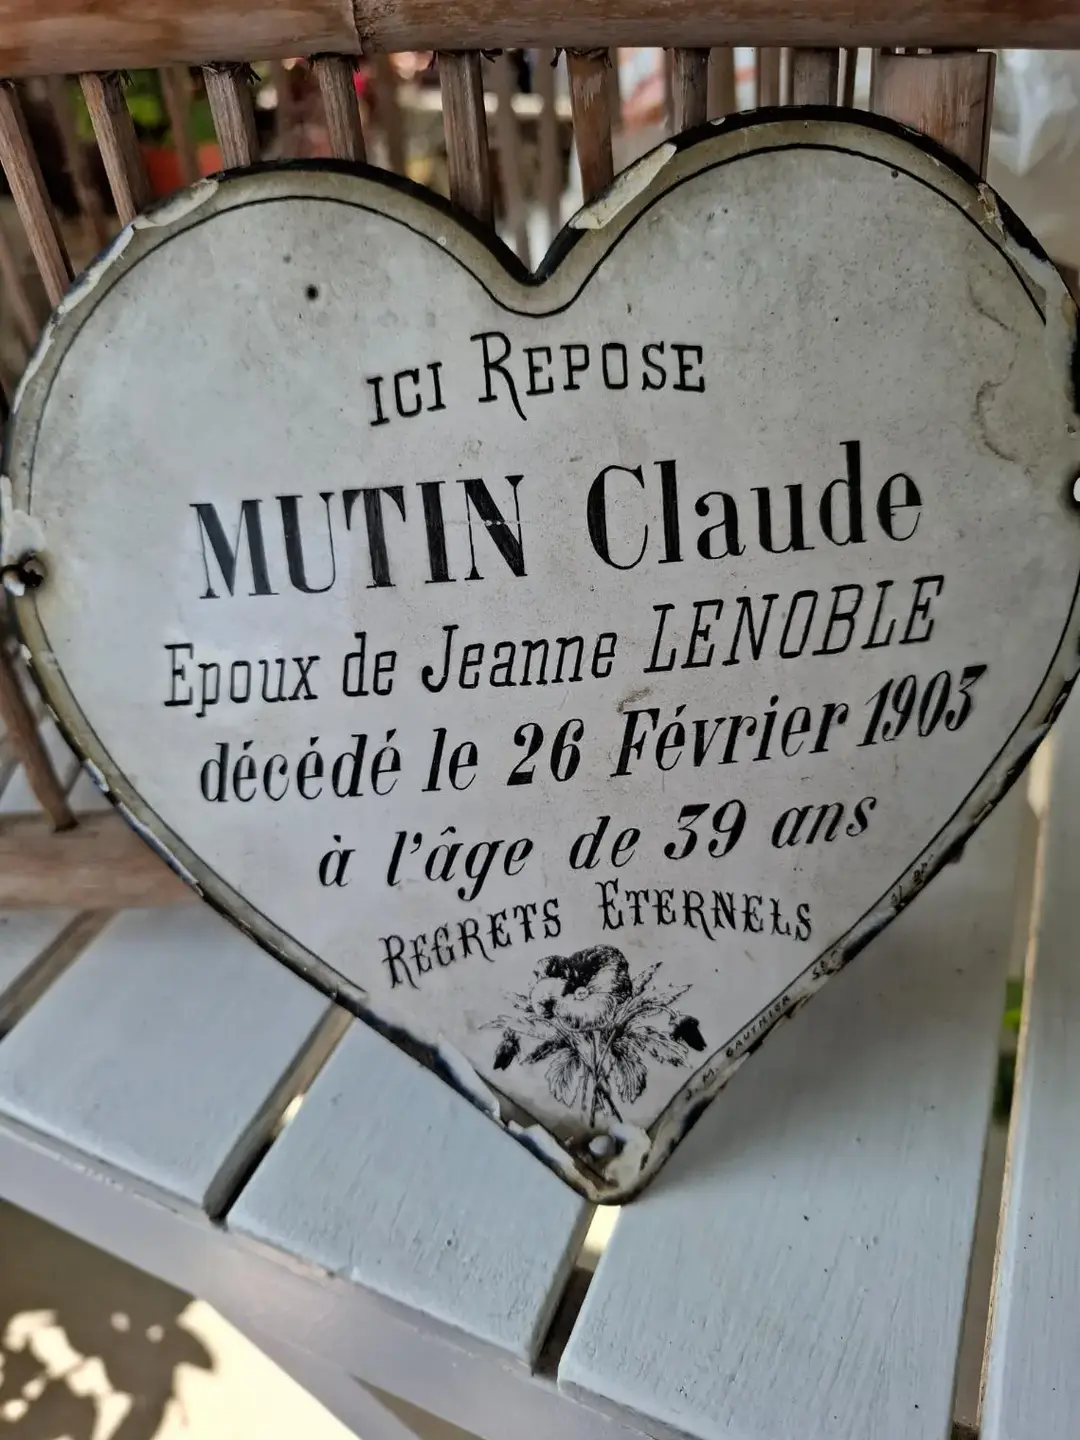 ICI REPOSE
MUTIN Claude
Epoux de Jeanne LENOBLE
décédé le 26 Février 1903
à l'âge de 39 ans
REGRETS ETERNELS
J. M. GAUTHIER